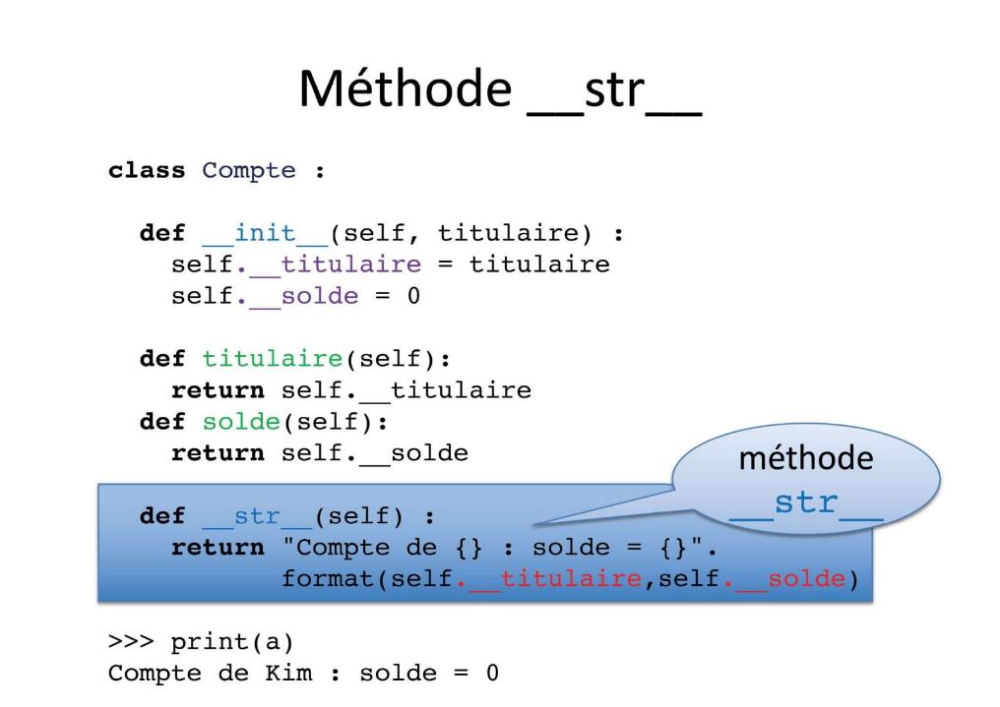 Méthode __str__
class Compte :
def __init__(self, titulaire) :
self.__titulaire = titulaire
self.__solde = 0
def titulaire(self):
return self.__titulaire
def solde(self):
return self.__solde
méthode
__str__
def __str__(self) :
return "Compte de {} : solde = {}".
format(self.__titulaire,self.__solde)
>>> print(a)
Compte de Kim : solde = 0